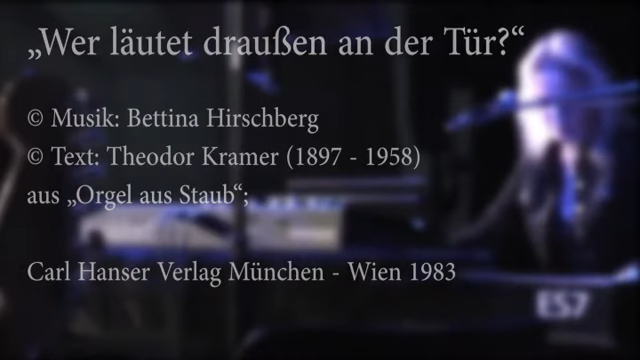 „Wer läutet draußen an der Tür?“
© Musik: Bettina Hirschberg
© Text: Theodor Kramer (1897 - 1958)
aus „Orgel aus Staub“;
Carl Hanser Verlag München - Wien 1983
ES7